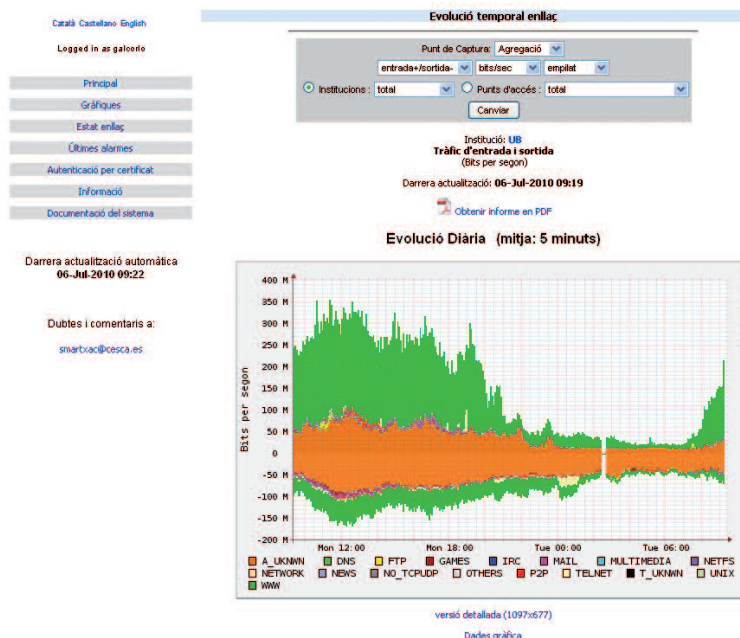 Català Castellano English
Logged in as galcorlo
Principal
Gràfiques
Estat enllaç
Últimes alarmes
Autenticació per certificat
Informació
Documentació del sistema
Darrera actualització automàtica
06-Jul-2010 09:22
Dubtes i comentaris a:
smartxac@cesca.es
Evolució temporal enllaç
Punt de Captura: Agregació
entrada+/sortida- bits/sec empilat
Institucions : total Punts d'accés : total
Canviar
Institució: UB
Tràfic d'entrada i sortida
(Bits per segon)
Darrera actualització: 06-Jul-2010 09:19
Obtenir informe en PDF
Evolució Diària (mitja: 5 minuts)
Bits per segon
400 M
350 M
300 M
250 M
200 M
150 M
100 M
50 M
0
-50 M
-100 M
-150 M
-200 M
Mon 12:00 Mon 18:00 Tue 00:00 Tue 06:00
A_UKNWN DNS FTP GAMES IRC MAIL MULTIMEDIA NETFS
NETWORK NEWS NO_TCPUDP OTHERS P2P TELNET T_UKNWN UNIX
WWW
versió detallada (1097x677)
Dades gràfica